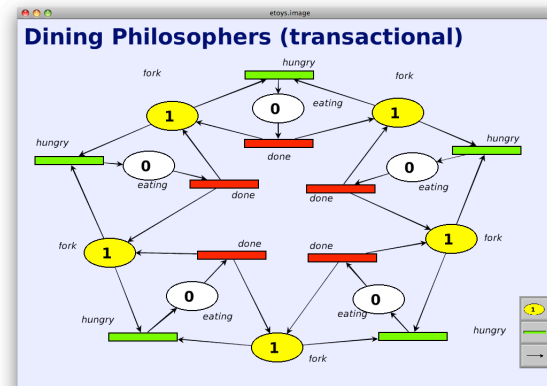 etoys.image
Dining Philosophers (transactional)
hungry
fork
fork
1
0
eating
1
done
hungry
hungry
0
eating
done
0
eating
done
fork
1
done
done
1
fork
0
eating
0
eating
hungry
hungry
1
fork
1